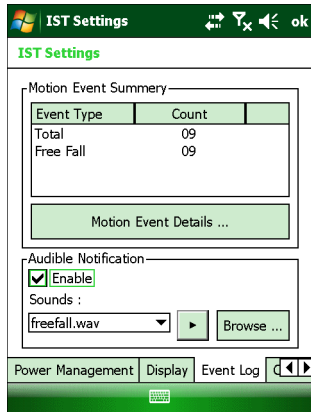 IST Settings ok
IST Settings
Motion Event Summery
Event Type Count
Total 09
Free Fall 09
Motion Event Details ...
Audible Notification
Enable
Sounds :
freefall.wav Browse ...
Power Management Display Event Log